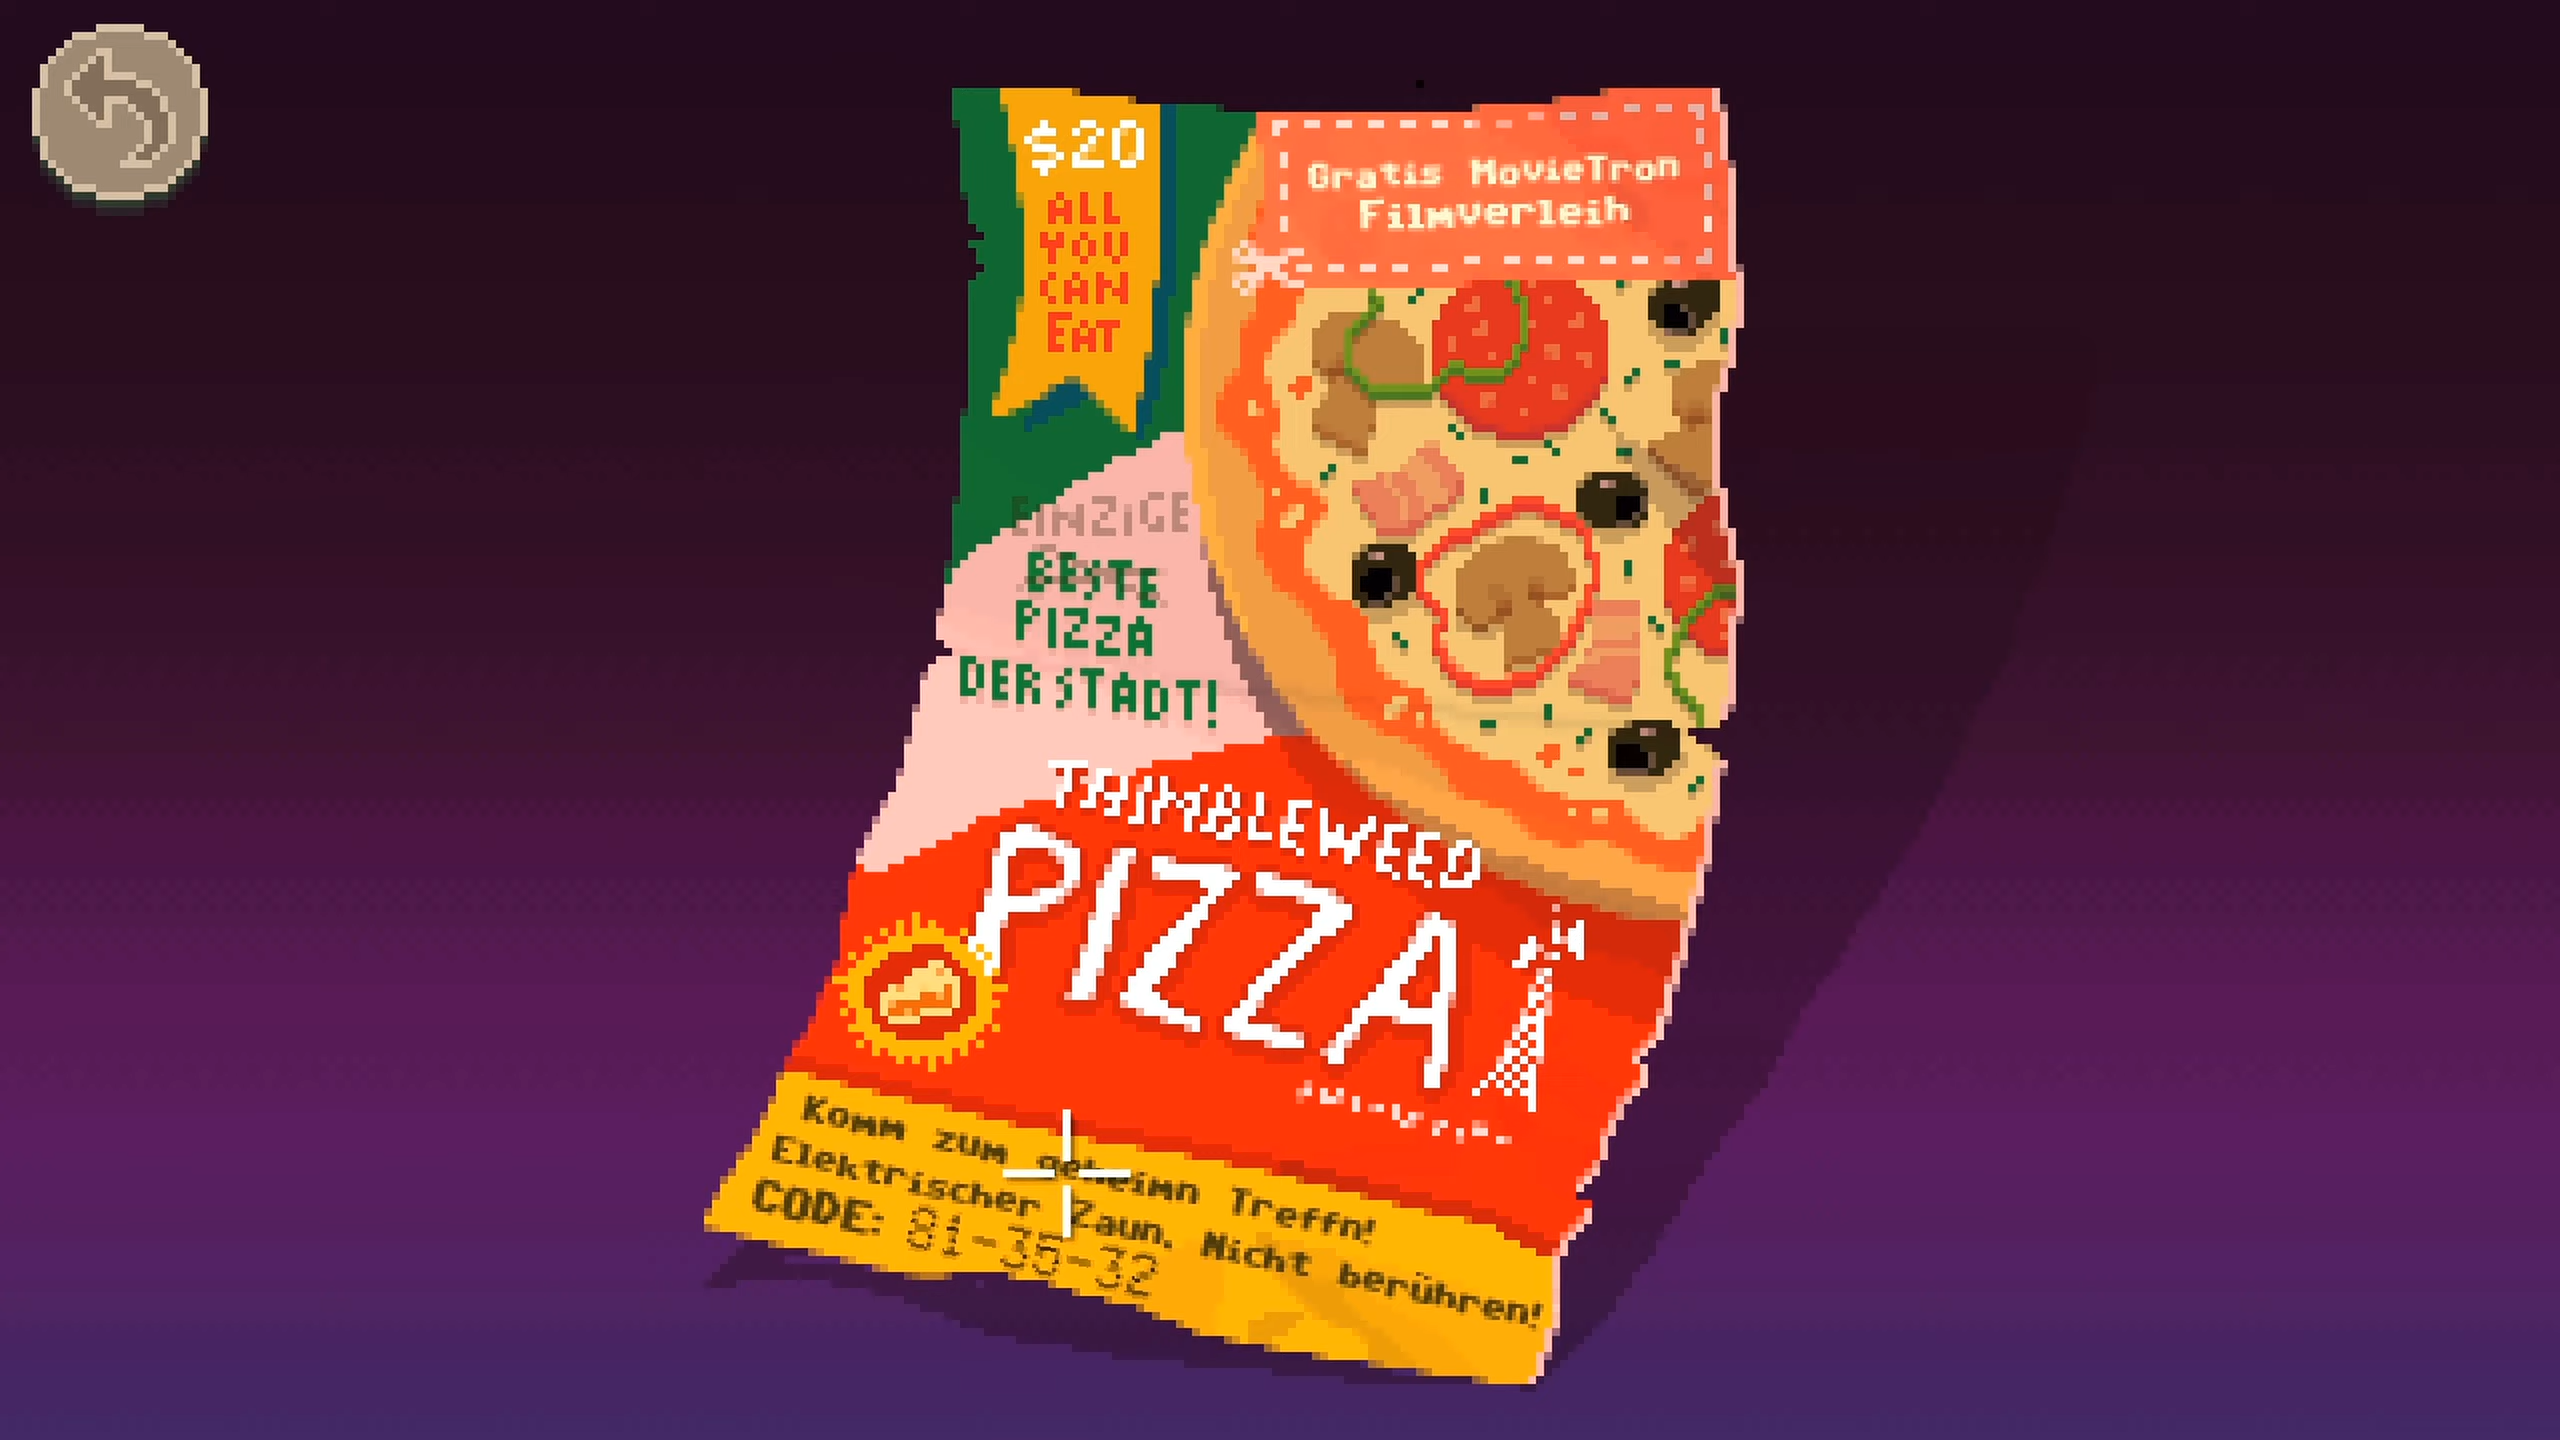 $20
ALL
YOU
CAN
EAT
Gratis MovieTron
Filmverleih
EINZIGE
BESTE
PIZZA
DER STADT!
THIMBLEWEED
PIZZA
Komm zum geheimn Treffn!
Elektrischer Zaun. Nicht berühren!
CODE: 81-35-32